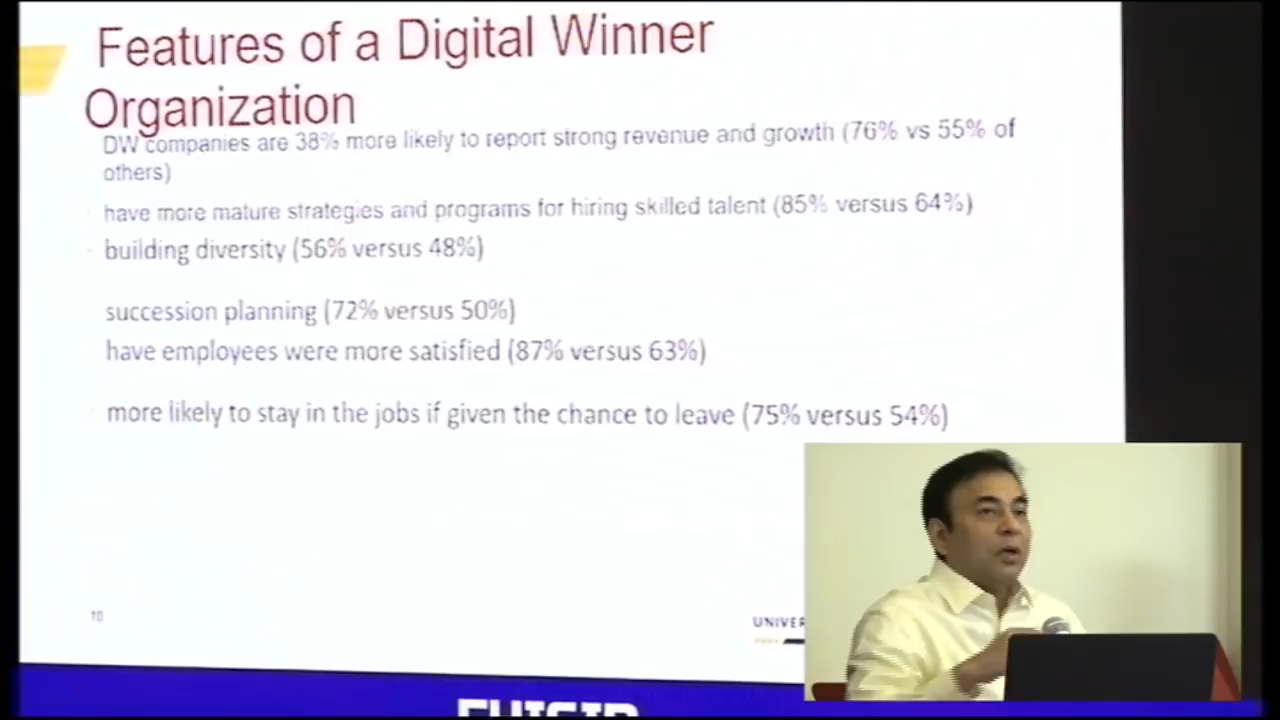 Features of a Digital Winner
Organization
DW companies are 38% more likely to report strong revenue and growth (76% vs 55% of
others)
have more mature strategies and programs for hiring skilled talent (85% versus 64%)
building diversity (56% versus 48%)
succession planning (72% versus 50%)
have employees were more satisfied (87% versus 63%)
more likely to stay in the jobs if given the chance to leave (75% versus 54%)
10